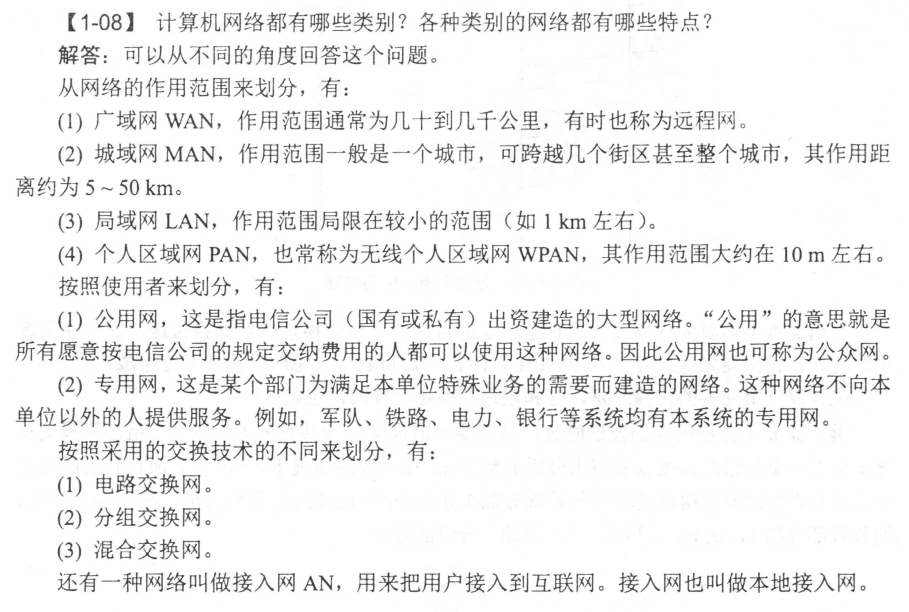 【1-08】 计算机网络都有哪些类别？各种类别的网络都有哪些特点？
解答：可以从不同的角度回答这个问题。
从网络的作用范围来划分，有：
(1) 广域网 WAN，作用范围通常为几十到几千公里，有时也称为远程网。
(2) 城域网 MAN，作用范围一般是一个城市，可跨越几个街区甚至整个城市，其作用距
离约为 5 ~ 50 km。
(3) 局域网 LAN，作用范围局限在较小的范围（如 1 km 左右）。
(4) 个人区域网 PAN，也常称为无线个人区域网 WPAN，其作用范围大约在 10 m 左右。
按照使用者来划分，有：
(1) 公用网，这是指电信公司（国有或私有）出资建造的大型网络。“公用”的意思就是
所有愿意按电信公司的规定交纳费用的人都可以使用这种网络。因此公用网也可称为公众网。
(2) 专用网，这是某个部门为满足本单位特殊业务的需要而建造的网络。这种网络不向本
单位以外的人提供服务。例如，军队、铁路、电力、银行等系统均有本系统的专用网。
按照采用的交换技术的不同来划分，有：
(1) 电路交换网。
(2) 分组交换网。
(3) 混合交换网。
还有一种网络叫做接入网 AN，用来把用户接入到互联网。接入网也叫做本地接入网。